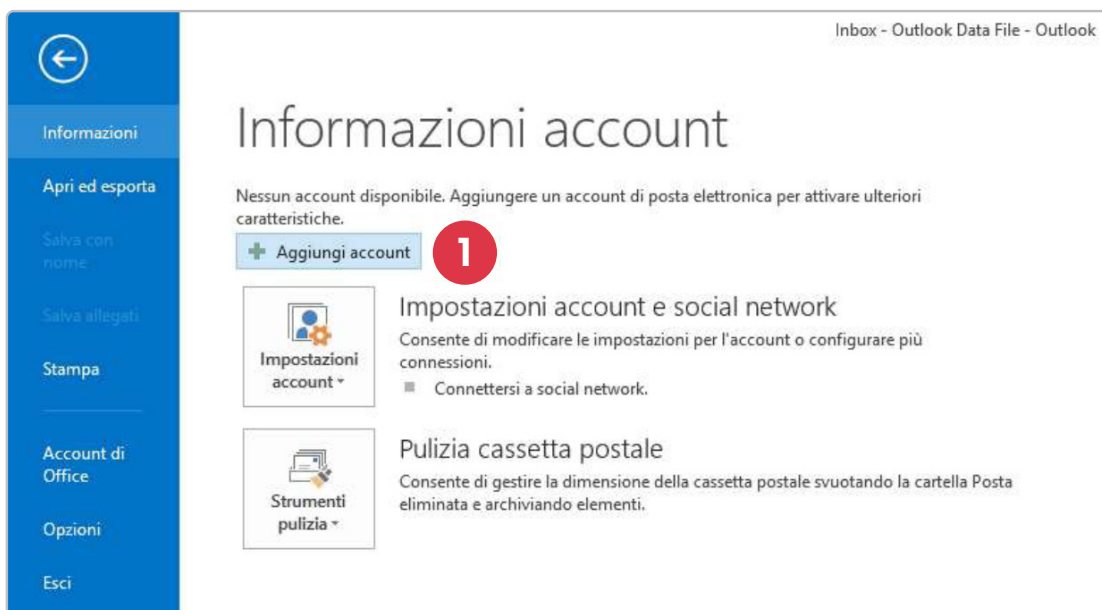 Inbox - Outlook Data File - Outlook
Informazioni
Apri ed esporta
Salva con
nome
Salva allegati
Stampa
Account di
Office
Opzioni
Esci
Informazioni account
Nessun account disponibile. Aggiungere un account di posta elettronica per attivare ulteriori
caratteristiche.
Aggiungi account
1
Impostazioni
account
Impostazioni account e social network
Consente di modificare le impostazioni per l'account o configurare più
connessioni.
Connettersi a social network.
Strumenti
pulizia
Pulizia cassetta postale
Consente di gestire la dimensione della cassetta postale svuotando la cartella Posta
eliminata e archiviando elementi.